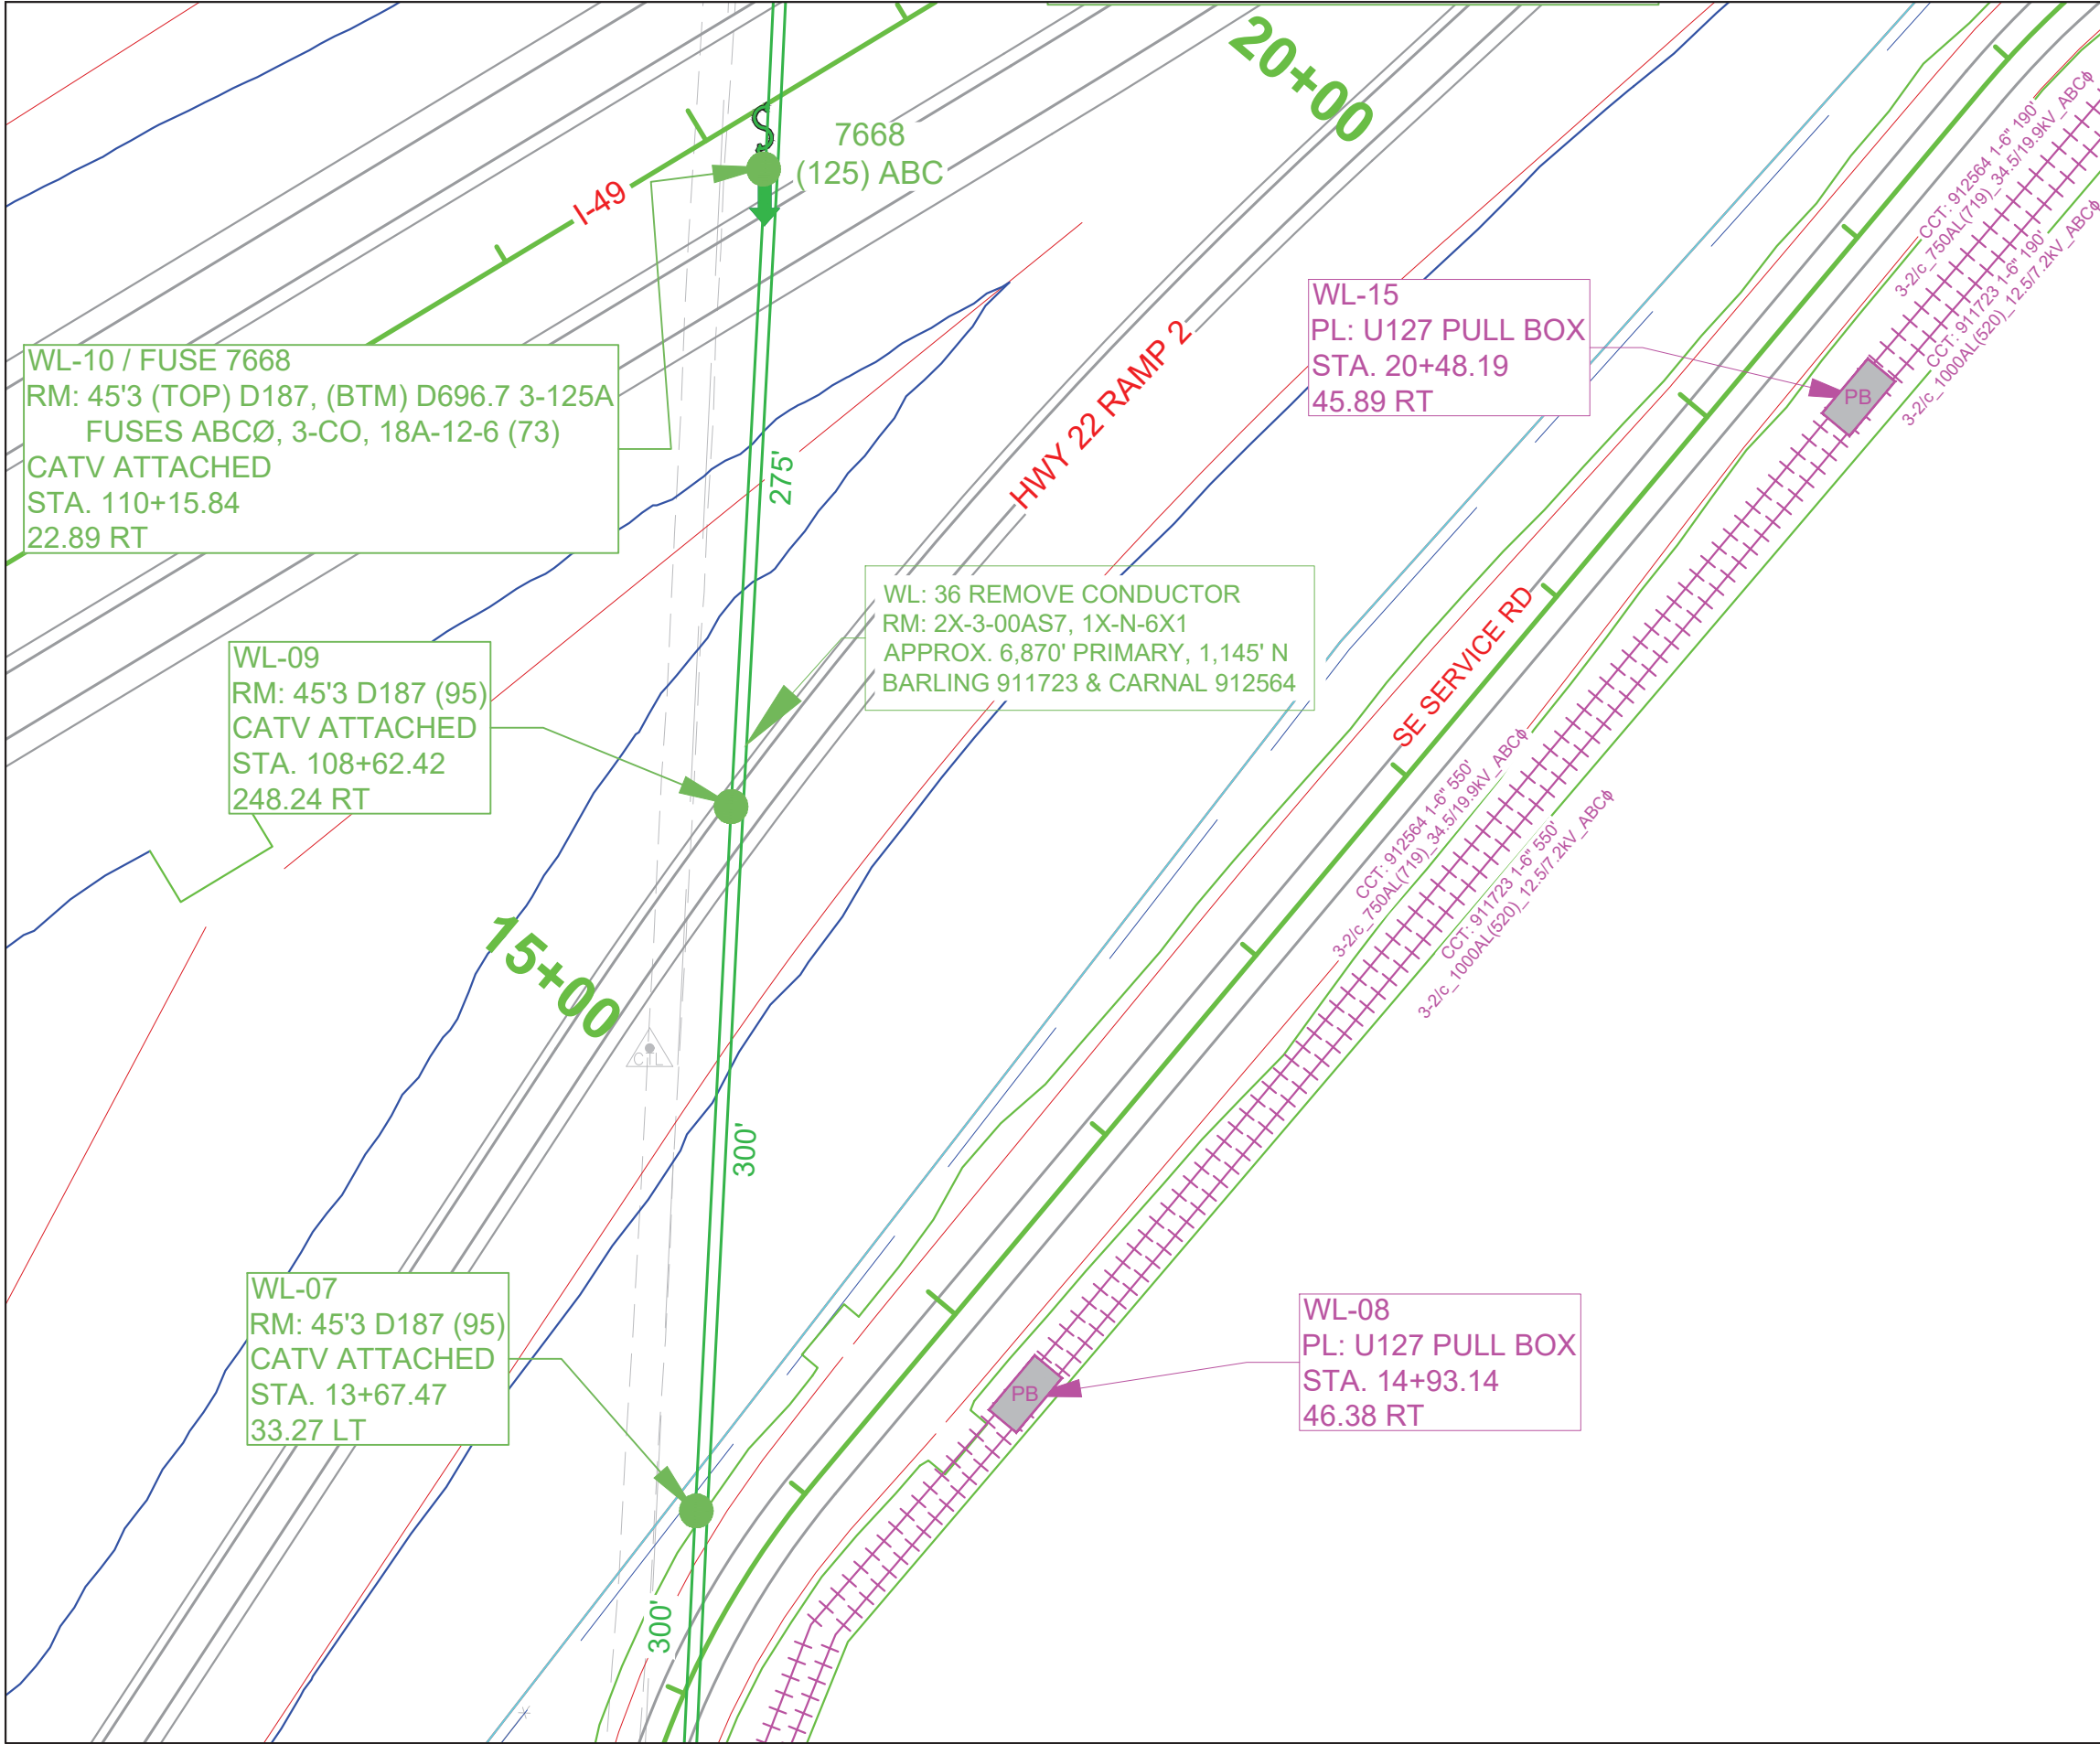 20+00
7668
(125) ABC
I-49
CCT: 912564 1-6" 190'
3-2/c_750AL(719)_34.5/19.9kV_ABCɸ
CCT: 911723 1-6" 190'
3-2/c_1000AL(520)_12.5/7.2kV_ABCɸ
WL-15
PL: U127 PULL BOX
STA. 20+48.19
45.89 RT
PB
WL-10 / FUSE 7668
RM: 45'3 (TOP) D187, (BTM) D696.7 3-125A
FUSES ABCØ, 3-CO, 18A-12-6 (73)
CATV ATTACHED
STA. 110+15.84
22.89 RT
HWY 22 RAMP 2
275'
WL: 36 REMOVE CONDUCTOR
RM: 2X-3-00AS7, 1X-N-6X1
APPROX. 6,870' PRIMARY, 1,145' N
BARLING 911723 & CARNAL 912564
WL-09
RM: 45'3 D187 (95)
CATV ATTACHED
STA. 108+62.42
248.24 RT
SE SERVICE RD
CCT: 912564 1-6" 550'
3-2/c_750AL(719)_34.5/19.9kV_ABCɸ
CCT: 911723 1-6" 550'
3-2/c_1000AL(520)_12.5/7.2kV_ABCɸ
15+00
CTL
300'
WL-07
RM: 45'3 D187 (95)
CATV ATTACHED
STA. 13+67.47
33.27 LT
WL-08
PL: U127 PULL BOX
STA. 14+93.14
46.38 RT
PB
300'